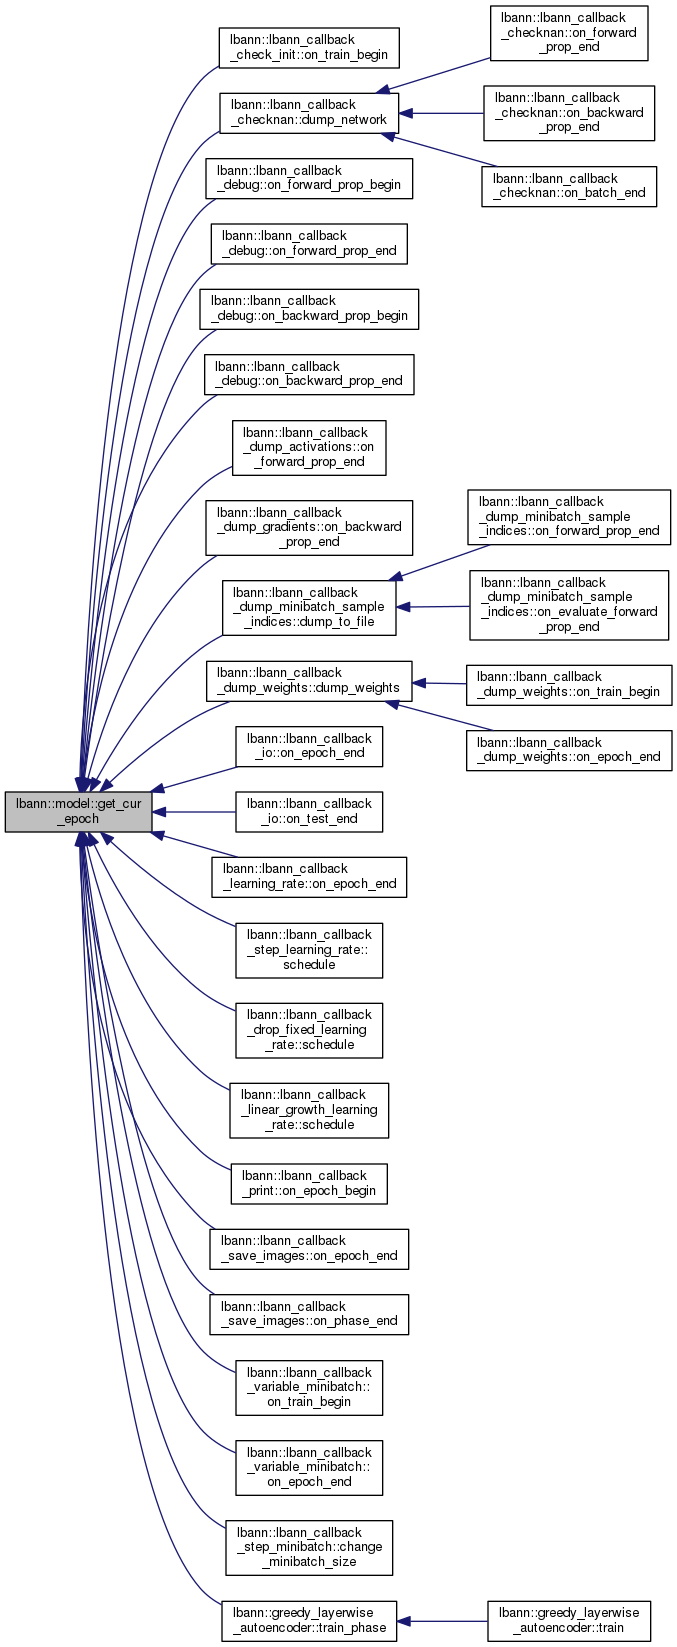 lbann::lbann_callback
_check_init::on_train_begin
lbann::lbann_callback
_checknan::on_forward
_prop_end
lbann::lbann_callback
_checknan::dump_network
lbann::lbann_callback
_checknan::on_backward
_prop_end
lbann::lbann_callback
_checknan::on_batch_end
lbann::lbann_callback
_debug::on_forward_prop_begin
lbann::lbann_callback
_debug::on_forward_prop_end
lbann::lbann_callback
_debug::on_backward_prop_begin
lbann::lbann_callback
_debug::on_backward_prop_end
lbann::lbann_callback
_dump_activations::on
_forward_prop_end
lbann::lbann_callback
_dump_gradients::on_backward
_prop_end
lbann::lbann_callback
_dump_minibatch_sample
_indices::on_forward_prop_end
lbann::lbann_callback
_dump_minibatch_sample
_indices::dump_to_file
lbann::lbann_callback
_dump_minibatch_sample
_indices::on_evaluate_forward
_prop_end
lbann::lbann_callback
_dump_weights::dump_weights
lbann::lbann_callback
_dump_weights::on_train_begin
lbann::lbann_callback
_dump_weights::on_epoch_end
lbann::lbann_callback
_io::on_epoch_end
lbann::model::get_cur
_epoch
lbann::lbann_callback
_io::on_test_end
lbann::lbann_callback
_learning_rate::on_epoch_end
lbann::lbann_callback
_step_learning_rate::
schedule
lbann::lbann_callback
_drop_fixed_learning
_rate::schedule
lbann::lbann_callback
_linear_growth_learning
_rate::schedule
lbann::lbann_callback
_print::on_epoch_begin
lbann::lbann_callback
_save_images::on_epoch_end
lbann::lbann_callback
_save_images::on_phase_end
lbann::lbann_callback
_variable_minibatch::
on_train_begin
lbann::lbann_callback
_variable_minibatch::
on_epoch_end
lbann::lbann_callback
_step_minibatch::change
_minibatch_size
lbann::greedy_layerwise
_autoencoder::train_phase
lbann::greedy_layerwise
_autoencoder::train